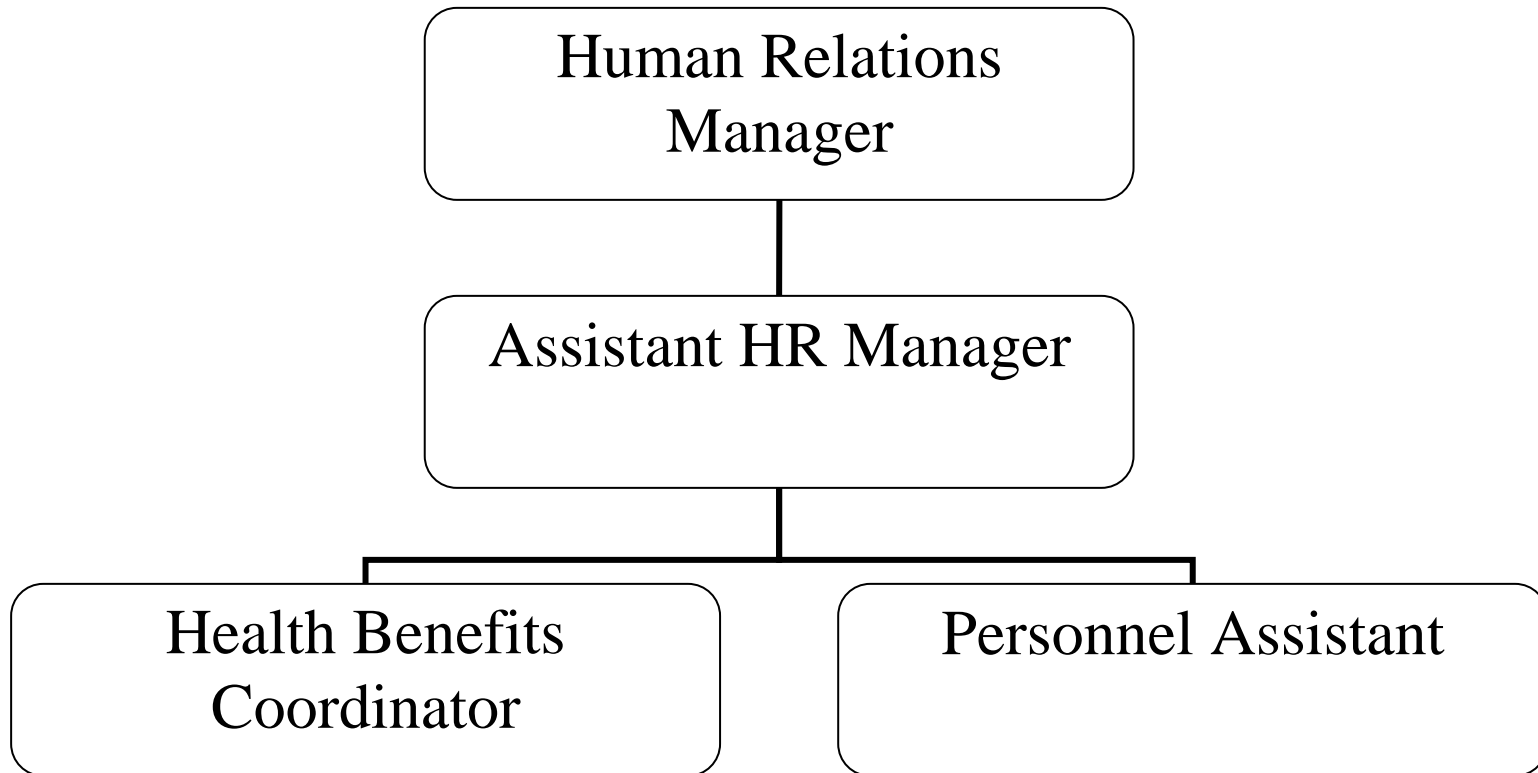 Human Relations
Manager
Assistant HR Manager
Health Benefits
Coordinator
Personnel Assistant